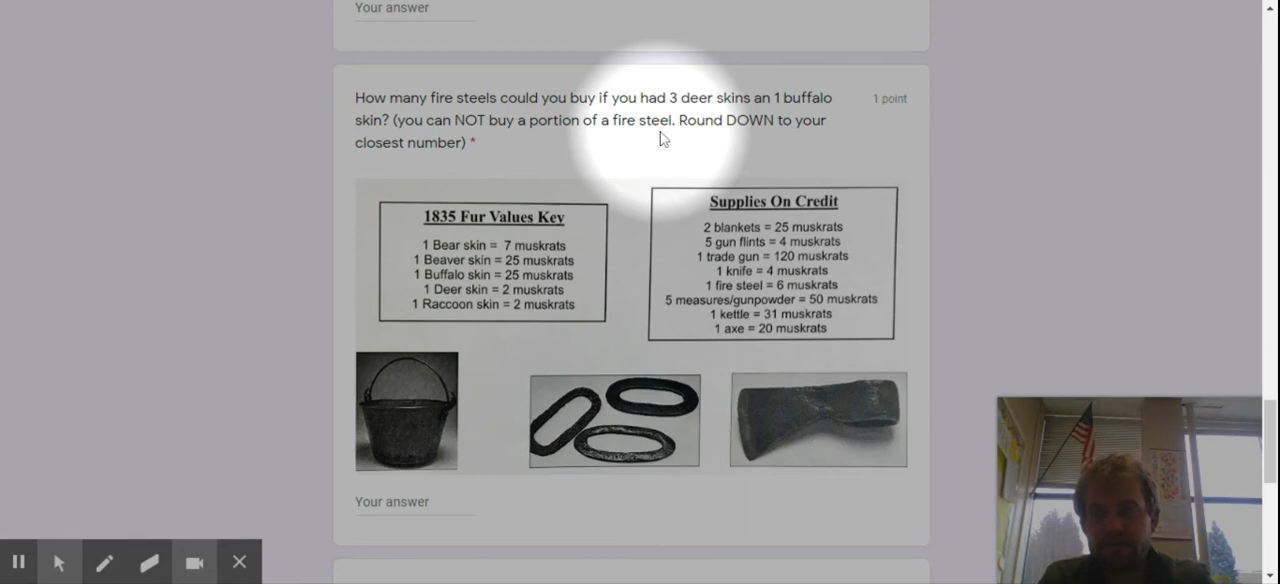 Your answer
How many fire steels could you buy if you had 3 deer skins an 1 buffalo
1 point
skin? (you can NOT buy a portion of a fire steel. Round DOWN to your
closest number) *
1835 Fur Values Key
1 Bear skin = 7 muskrats
1 Beaver skin = 25 muskrats
1 Buffalo skin = 25 muskrats
1 Deer skin = 2 muskrats
1 Raccoon skin = 2 muskrats
Supplies On Credit
2 blankets = 25 muskrats
5 gun flints = 4 muskrats
1 trade gun = 120 muskrats
1 knife = 4 muskrats
1 fire steel = 6 muskrats
5 measures/gunpowder = 50 muskrats
1 kettle = 31 muskrats
1 axe = 20 muskrats
Your answer